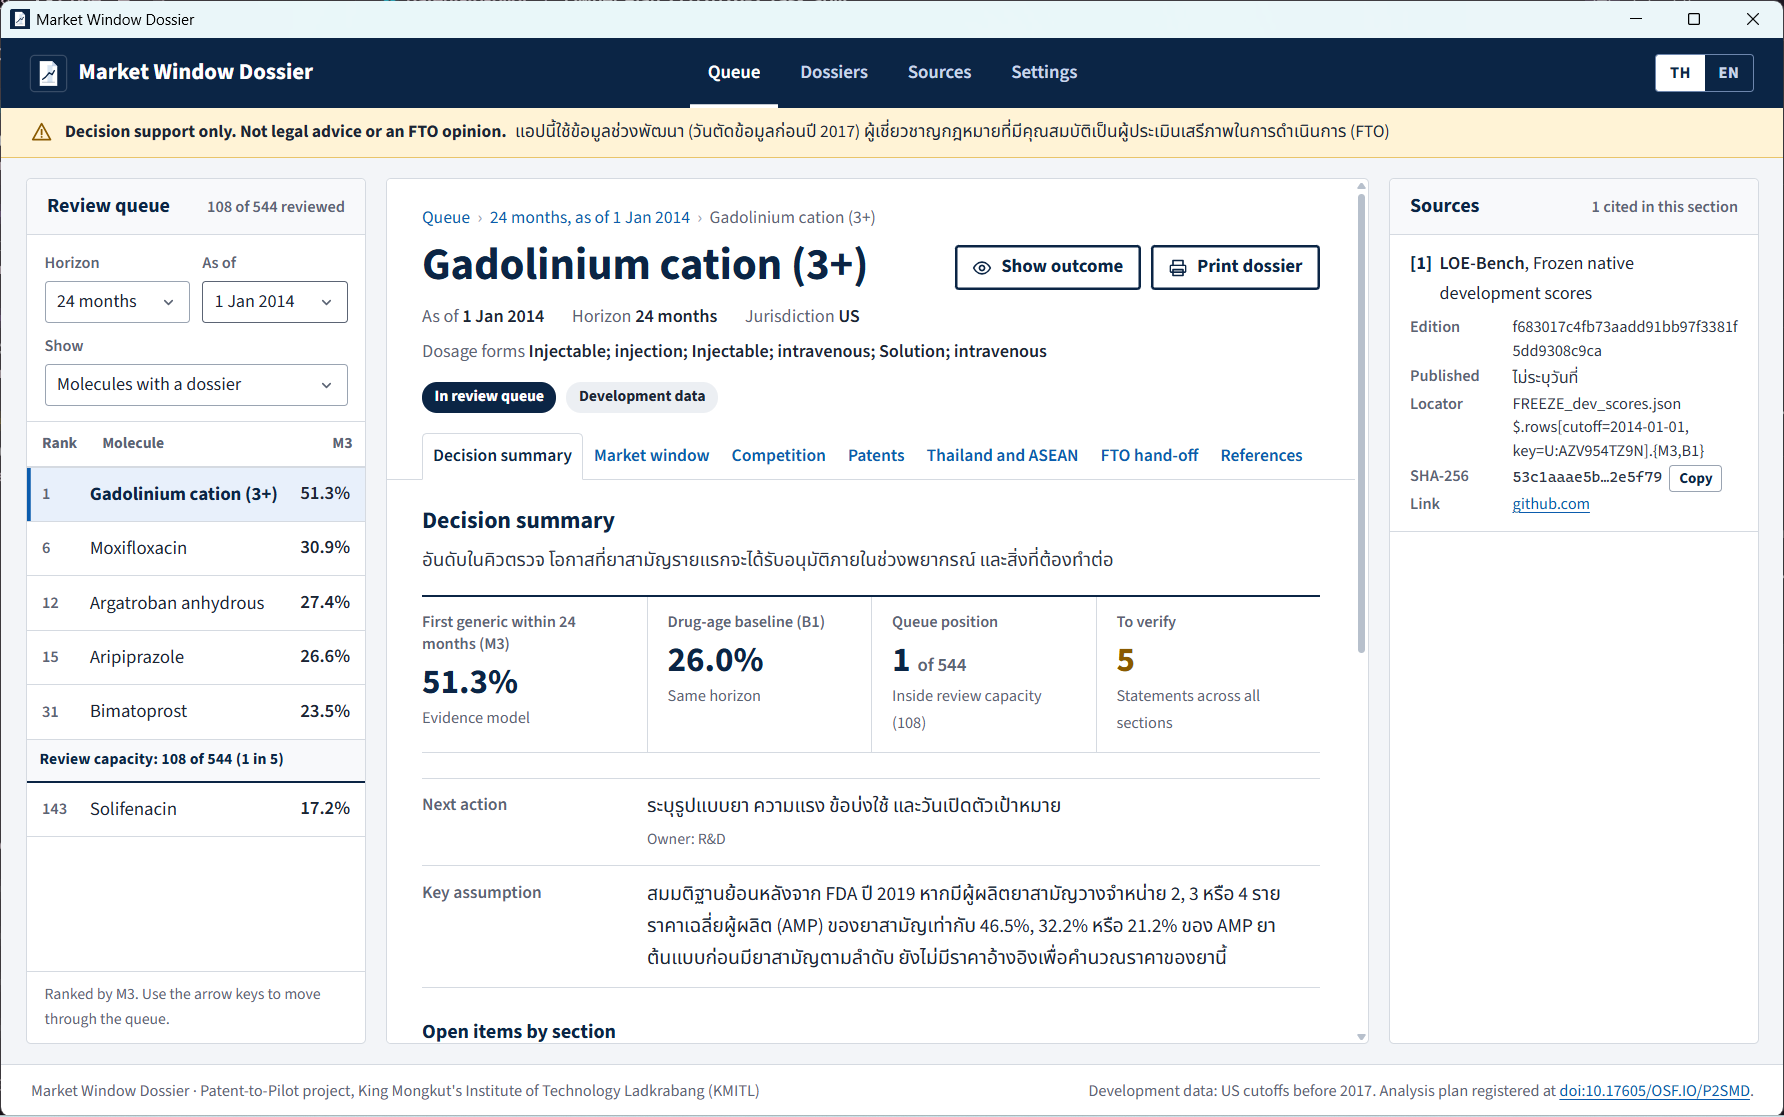 Market Window Dossier
Market Window Dossier
Queue
Dossiers
Sources
Settings
TH
EN
Decision support only. Not legal advice or an FTO opinion. แอปนี้ใช้ข้อมูลช่วงพัฒนา (วันตัดข้อมูลก่อนปี 2017) ผู้เชี่ยวชาญกฎหมายที่มีคุณสมบัติเป็นผู้ประเมินเสรีภาพในการดำเนินการ (FTO)
Review queue
108 of 544 reviewed
Horizon
As of
24 months
1 Jan 2014
Show
Molecules with a dossier
Rank Molecule M3
1 Gadolinium cation (3+) 51.3%
6 Moxifloxacin 30.9%
12 Argatroban anhydrous 27.4%
15 Aripiprazole 26.6%
31 Bimatoprost 23.5%
Review capacity: 108 of 544 (1 in 5)
143 Solifenacin 17.2%
Ranked by M3. Use the arrow keys to move
through the queue.
Queue › 24 months, as of 1 Jan 2014 › Gadolinium cation (3+)
Gadolinium cation (3+)
Show outcome
Print dossier
As of 1 Jan 2014 Horizon 24 months Jurisdiction US
Dosage forms Injectable; injection; Injectable; intravenous; Solution; intravenous
In review queue
Development data
Decision summary
Market window
Competition
Patents
Thailand and ASEAN
FTO hand-off
References
Decision summary
อันดับในคิวตรวจ โอกาสที่ยาสามัญรายแรกจะได้รับอนุมัติภายในช่วงพยากรณ์ และสิ่งที่ต้องทำต่อ
First generic within 24
months (M3)
51.3%
Evidence model
Drug-age baseline (B1)
26.0%
Same horizon
Queue position
1 of 544
Inside review capacity
(108)
To verify
5
Statements across all
sections
Next action
ระบุรูปแบบยา ความแรง ข้อบ่งใช้ และวันเปิดตัวเป้าหมาย
Owner: R&D
Key assumption
สมมติฐานย้อนหลังจาก FDA ปี 2019 หากมีผู้ผลิตยาสามัญวางจำหน่าย 2, 3 หรือ 4 ราย
ราคาเฉลี่ยผู้ผลิต (AMP) ของยาสามัญเท่ากับ 46.5%, 32.2% หรือ 21.2% ของ AMP ยา
ต้นแบบก่อนมียาสามัญตามลำดับ ยังไม่มีราคาอ้างอิงเพื่อคำนวณราคาของยานี้
Open items by section
Sources
1 cited in this section
[1] LOE-Bench, Frozen native
development scores
Edition f683017c4fb73aadd91bb97f3381f
5dd9308c9ca
Published ไม่ระบุวันที่
Locator FREEZE_dev_scores.json
$.rows[cutoff=2014-01-01,
key=U:AZV954TZ9N].{M3,B1}
SHA-256 53c1aaae5b…2e5f79 Copy
Link github.com
Market Window Dossier · Patent-to-Pilot project, King Mongkut's Institute of Technology Ladkrabang (KMITL)
Development data: US cutoffs before 2017. Analysis plan registered at doi:10.17605/OSF.IO/P2SMD.